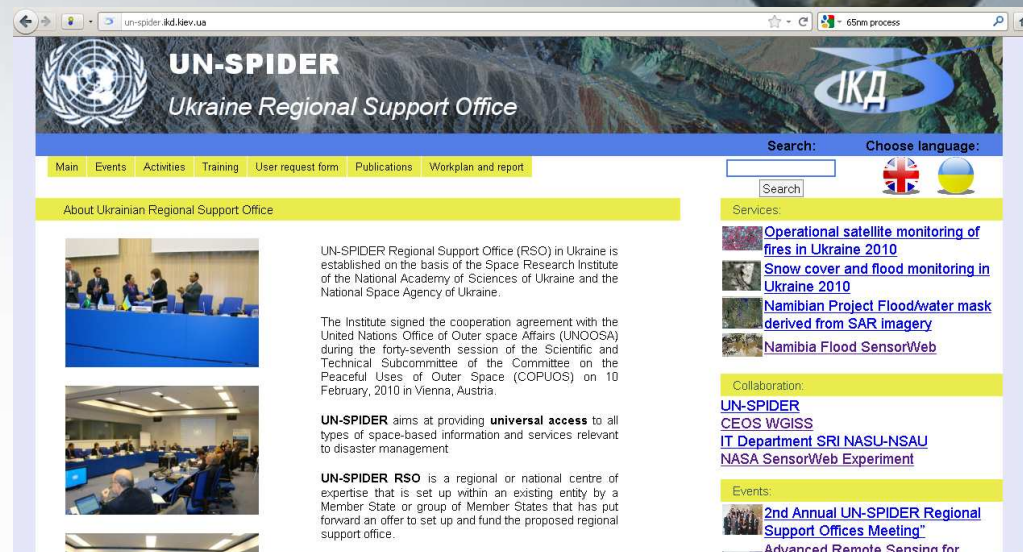 un-spider.ikd.kiev.ua
65nm process
UN-SPIDER
Ukraine Regional Support Office
ІКД
Search:
Choose language:
Main Events Activities Training User request form Publications Workplan and report
Search
About Ukrainian Regional Support Office
UN-SPIDER Regional Support Office (RSO) in Ukraine is
established on the basis of the Space Research Institute
of the National Academy of Sciences of Ukraine and the
National Space Agency of Ukraine.
The Institute signed the cooperation agreement with the
United Nations Office of Outer space Affairs (UNOOSA)
during the forty-seventh session of the Scientific and
Technical Subcommittee of the Committee on the
Peaceful Uses of Outer Space (COPUOS) on 10
February, 2010 in Vienna, Austria.
UN-SPIDER aims at providing universal access to all
types of space-based information and services relevant
to disaster management
UN-SPIDER RSO is a regional or national centre of
expertise that is set up within an existing entity by a
Member State or group of Member States that has put
forward an offer to set up and fund the proposed regional
support office.
Services:
Operational satellite monitoring of
fires in Ukraine 2010
Snow cover and flood monitoring in
Ukraine 2010
Namibian Project Flood/water mask
derived from SAR imagery
Namibia Flood SensorWeb
Collaboration:
UN-SPIDER
CEOS WGISS
IT Department SRI NASU-NSAU
NASA SensorWeb Experiment
Events:
2nd Annual UN-SPIDER Regional
Support Offices Meeting"
Advanced Remote Sensing for